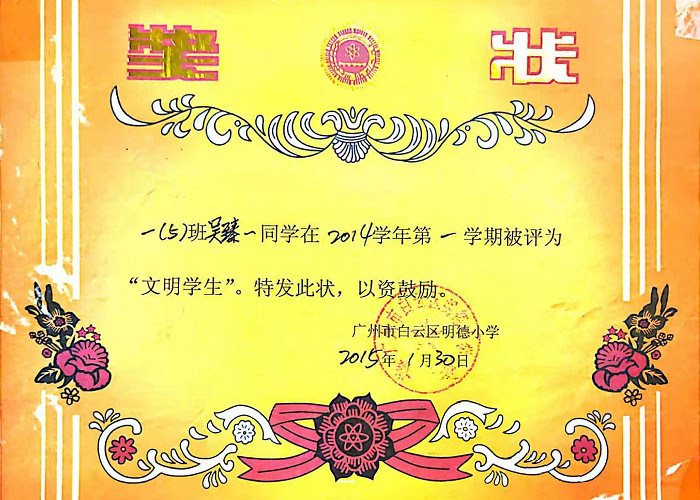 奖状
一(5)班吴臻一同学在 2014学年第 一 学期被评为
“文明学生”。特发此状，以资鼓励。
广州市白云区明德小学
2015年 1 月30日